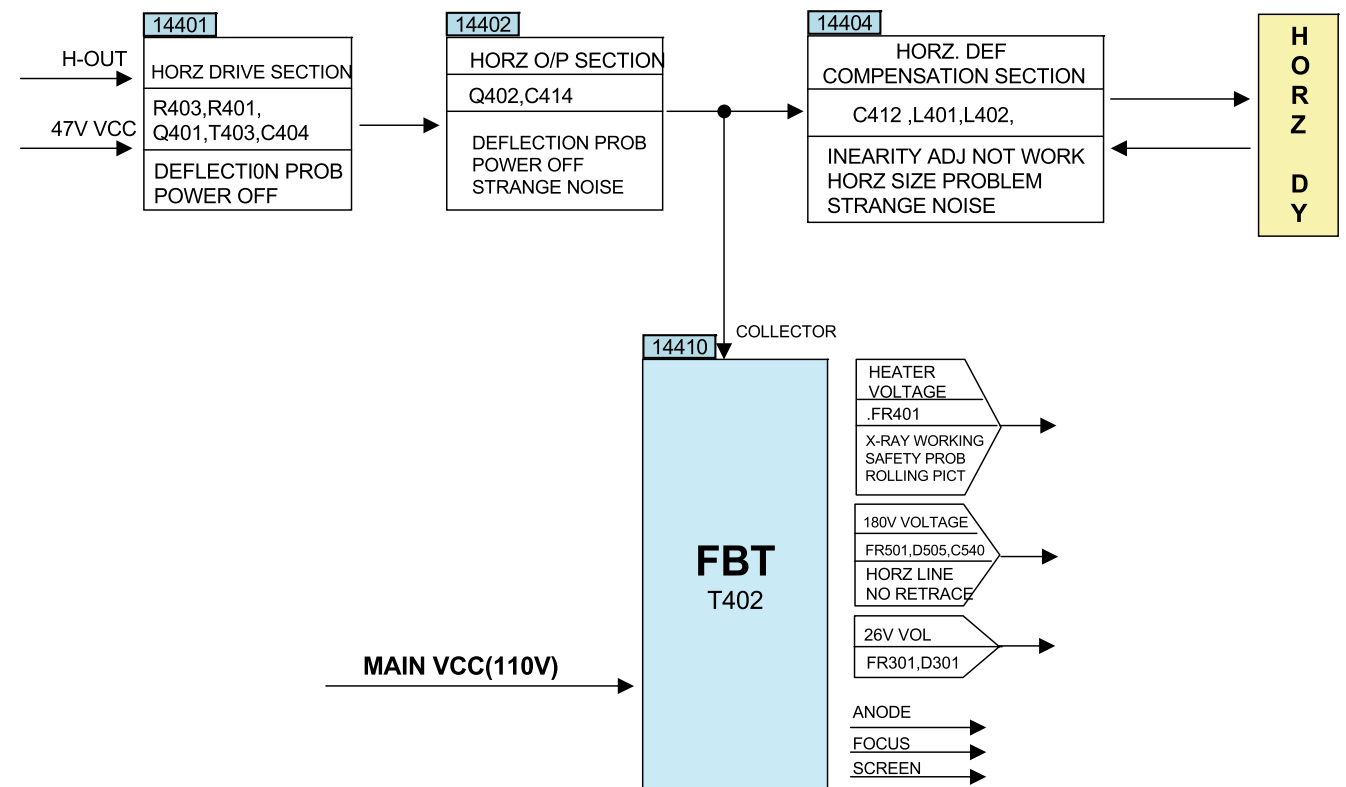 14401
H-OUT
HORZ DRIVE SECTION
47V VCC
R403,R401,
Q401,T403,C404
DEFLECTI0N PROB
POWER OFF
14402
HORZ O/P SECTION
Q402,C414
DEFLECTION PROB
POWER OFF
STRANGE NOISE
14404
HORZ. DEF
COMPENSATION SECTION
C412 ,L401,L402,
INEARITY ADJ NOT WORK
HORZ SIZE PROBLEM
STRANGE NOISE
H
O
R
Z
D
Y
COLLECTOR
14410
FBT
T402
MAIN VCC(110V)
HEATER
VOLTAGE
.FR401
X-RAY WORKING
SAFETY PROB
ROLLING PICT
180V VOLTAGE
FR501,D505,C540
HORZ LINE
NO RETRACE
26V VOL
FR301,D301
ANODE
FOCUS
SCREEN